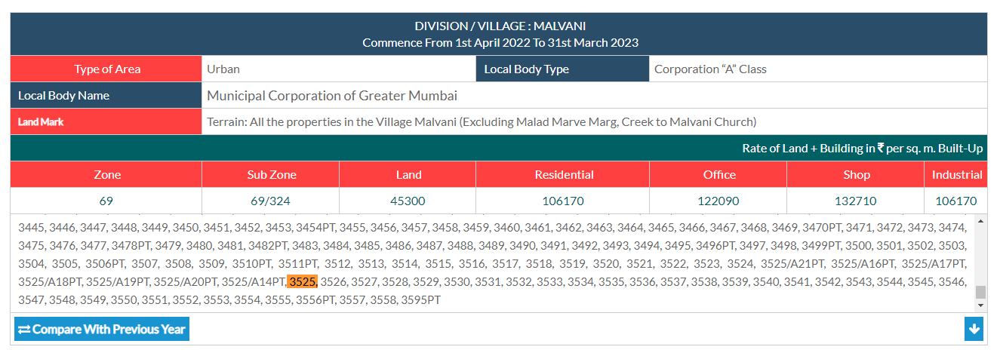 DIVISION / VILLAGE : MALVANI
Commence From 1st April 2022 To 31st March 2023
Type of Area Urban Local Body Type Corporation “A” Class
Local Body Name Municipal Corporation of Greater Mumbai
Land Mark Terrain: All the properties in the Village Malvani (Excluding Malad Marve Marg, Creek to Malvani Church)
Rate of Land + Building in ₹ per sq. m. Built-Up
Zone Sub Zone Land Residential Office Shop Industrial
69 69/324 45300 106170 122090 132710 106170
3445, 3446, 3447, 3448, 3449, 3450, 3451, 3452, 3453, 3454PT, 3455, 3456, 3457, 3458, 3459, 3460, 3461, 3462, 3463, 3464, 3465, 3466, 3467, 3468, 3469, 3470PT, 3471, 3472, 3473, 3474,
3475, 3476, 3477, 3478PT, 3479, 3480, 3481, 3482PT, 3483, 3484, 3485, 3486, 3487, 3488, 3489, 3490, 3491, 3492, 3493, 3494, 3495, 3496PT, 3497, 3498, 3499PT, 3500, 3501, 3502, 3503,
3504, 3505, 3506PT, 3507, 3508, 3509, 3510PT, 3511PT, 3512, 3513, 3514, 3515, 3516, 3517, 3518, 3519, 3520, 3521, 3522, 3523, 3524, 3525/A21PT, 3525/A16PT, 3525/A17PT,
3525/A18PT, 3525/A19PT, 3525/A20PT, 3525/A14PT, 3525, 3526, 3527, 3528, 3529, 3530, 3531, 3532, 3533, 3534, 3535, 3536, 3537, 3538, 3539, 3540, 3541, 3542, 3543, 3544, 3545, 3546,
3547, 3548, 3549, 3550, 3551, 3552, 3553, 3554, 3555, 3556PT, 3557, 3558, 3595PT
Compare With Previous Year